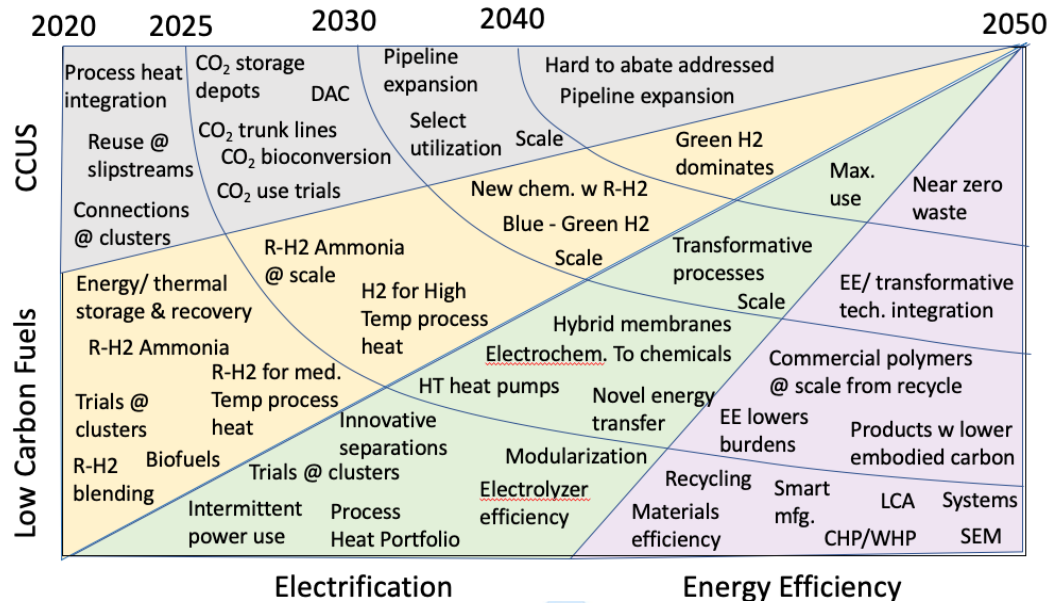 2020
2025
2030
2040
2050
CCUS
Process heat
integration
Reuse @
slipstreams
Connections
@ clusters
CO2 storage
depots
DAC
CO2 trunk lines
CO2 bioconversion
CO2 use trials
Pipeline
expansion
Select
utilization
Scale
Hard to abate addressed
Pipeline expansion
Low Carbon Fuels
Energy/ thermal
storage & recovery
R-H2 Ammonia
R-H2 for med.
Temp process
heat
Trials @
clusters
R-H2
blending
Biofuels
R-H2 Ammonia
@ scale
H2 for High
Temp process
heat
New chem. w R-H2
Blue - Green H2
Scale
Green H2
dominates
Electrification
Innovative
separations
Trials @ clusters
Intermittent
power use
Process
Heat Portfolio
Modularization
Electrolyzer
efficiency
Hybrid membranes
Electrochem. To chemicals
HT heat pumps
Novel energy
transfer
Transformative
processes
Scale
Max.
use
Energy Efficiency
Near zero
waste
EE/ transformative
tech. integration
Commercial polymers
@ scale from recycle
EE lowers
burdens
Products w lower
embodied carbon
Recycling
Materials
efficiency
Smart
mfg.
LCA
Systems
CHP/WHP
SEM